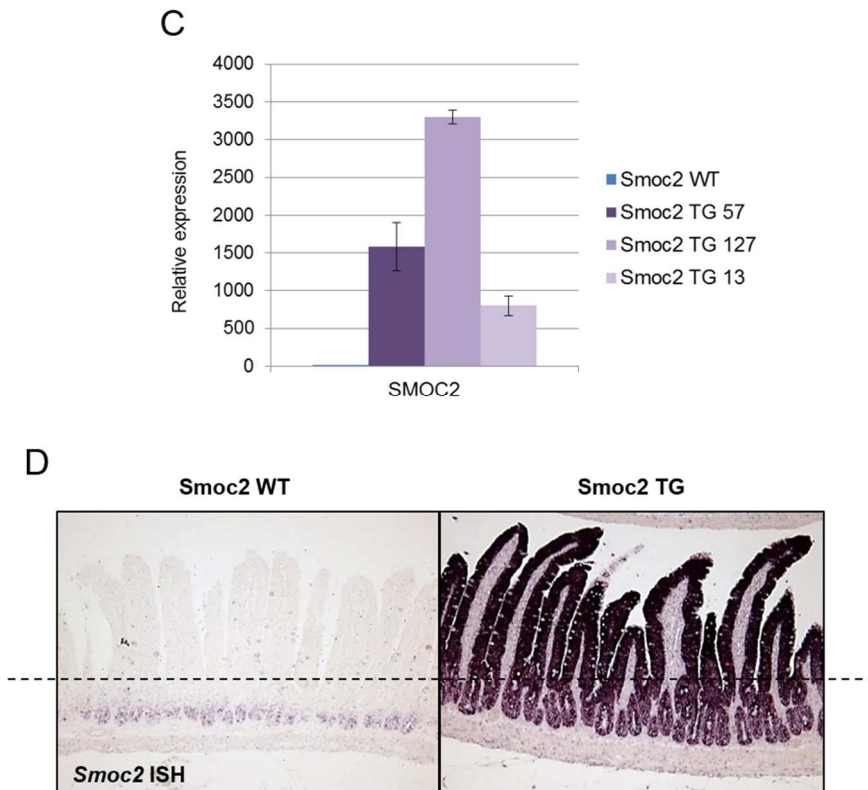 C
4000
3500
3000
2500
2000
1500
1000
500
0
Relative expression
SMOC2
Smoc2 WT
Smoc2 TG 57
Smoc2 TG 127
Smoc2 TG 13
D
Smoc2 WT
Smoc2 TG
Smoc2 ISH